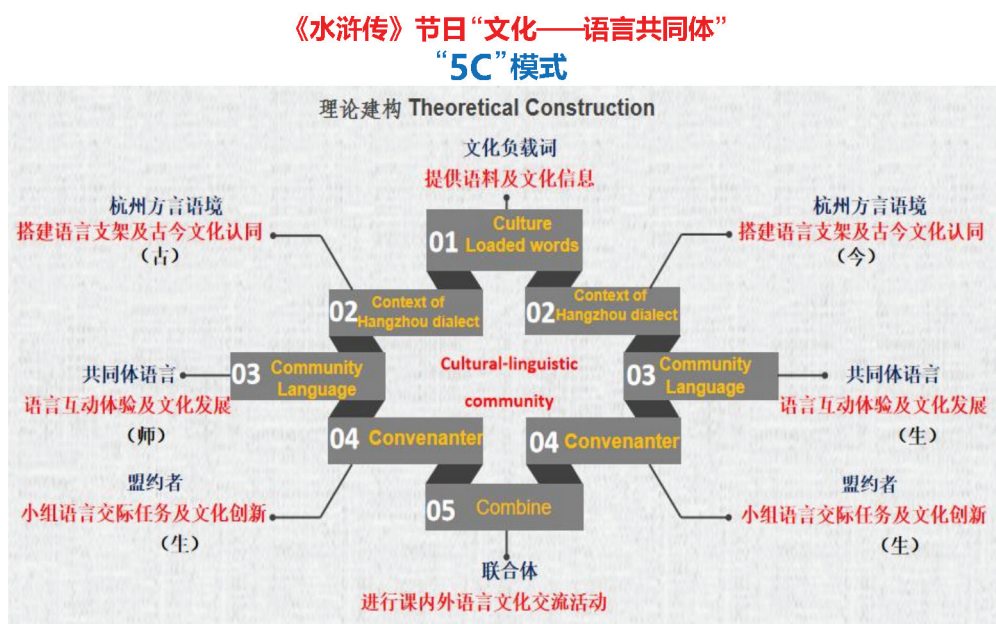 《水浒传》节日“文化——语言共同体”
“5C”模式
理论建构 Theoretical Construction
文化负载词
提供语料及文化信息
01
Culture
Loaded words
杭州方言语境
搭建语言支架及古今文化认同
（古）
杭州方言语境
搭建语言支架及古今文化认同
（今）
02
Context of
Hangzhou dialect
02
Context of
Hangzhou dialect
共同体语言
语言互动体验及文化发展
（师）
03
Community
Language
Cultural-linguistic
community
03
Community
Language
共同体语言
语言互动体验及文化发展
（生）
04 Convenanter
04 Convenanter
盟约者
小组语言交际任务及文化创新
（生）
盟约者
小组语言交际任务及文化创新
（生）
05 Combine
联合体
进行课内外语言文化交流活动